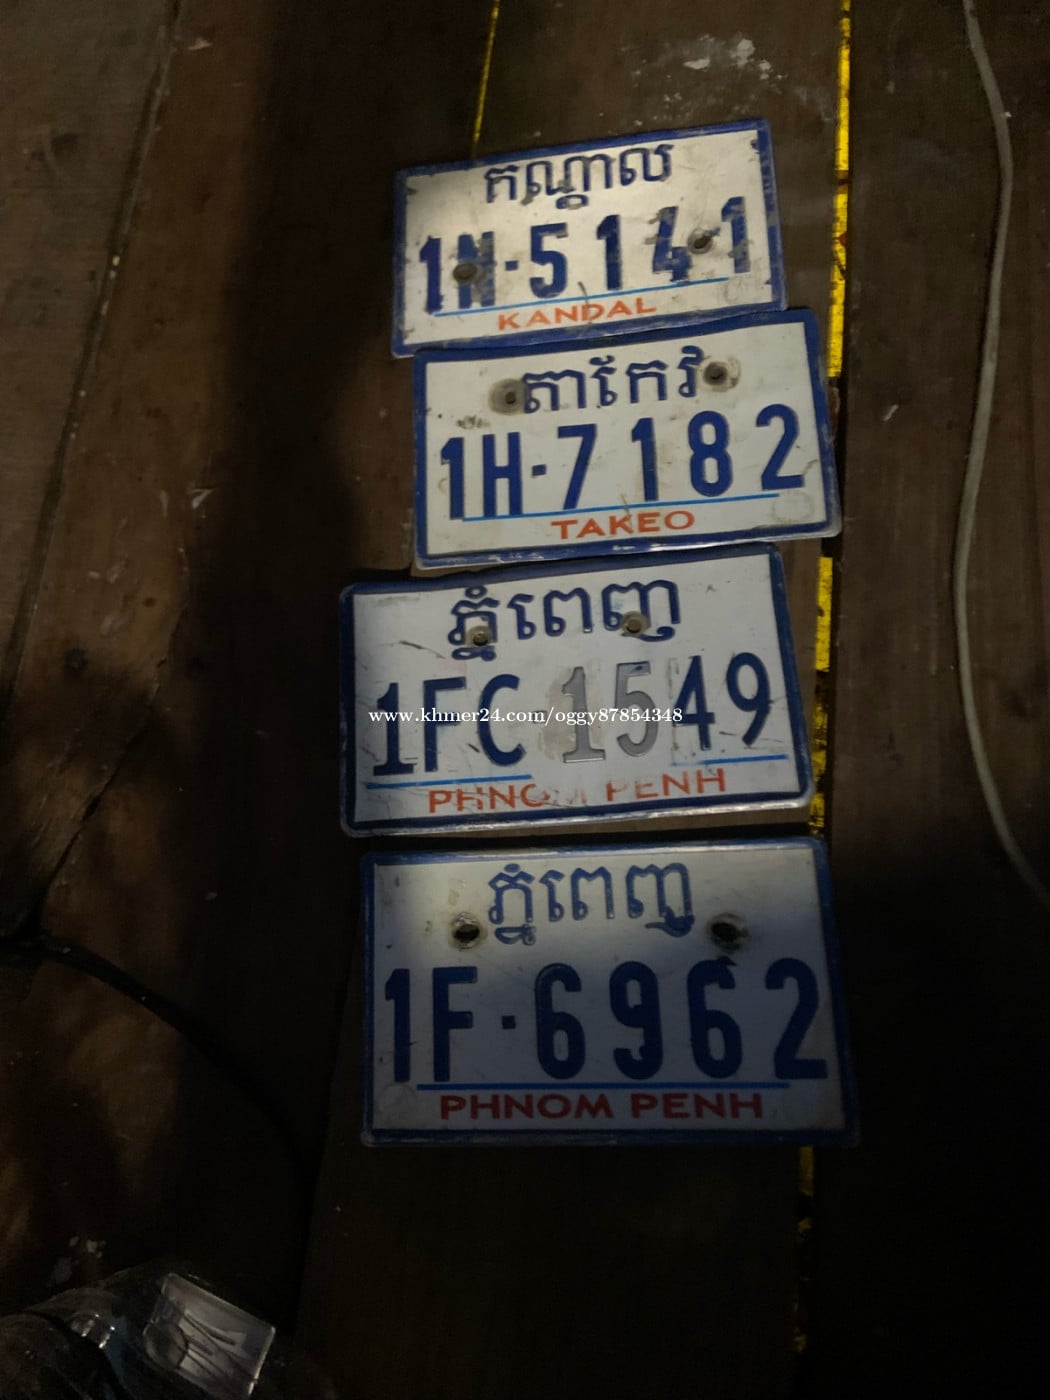 កណ្ដាល
1H·5141
KANDAL
តាកែវ
1H·7182
TAKEO
ភ្នំពេញ
1FC·1549
www.khmer24.com/oggy87854348
PHNOM PENH
ភ្នំពេញ
1F·6962
PHNOM PENH